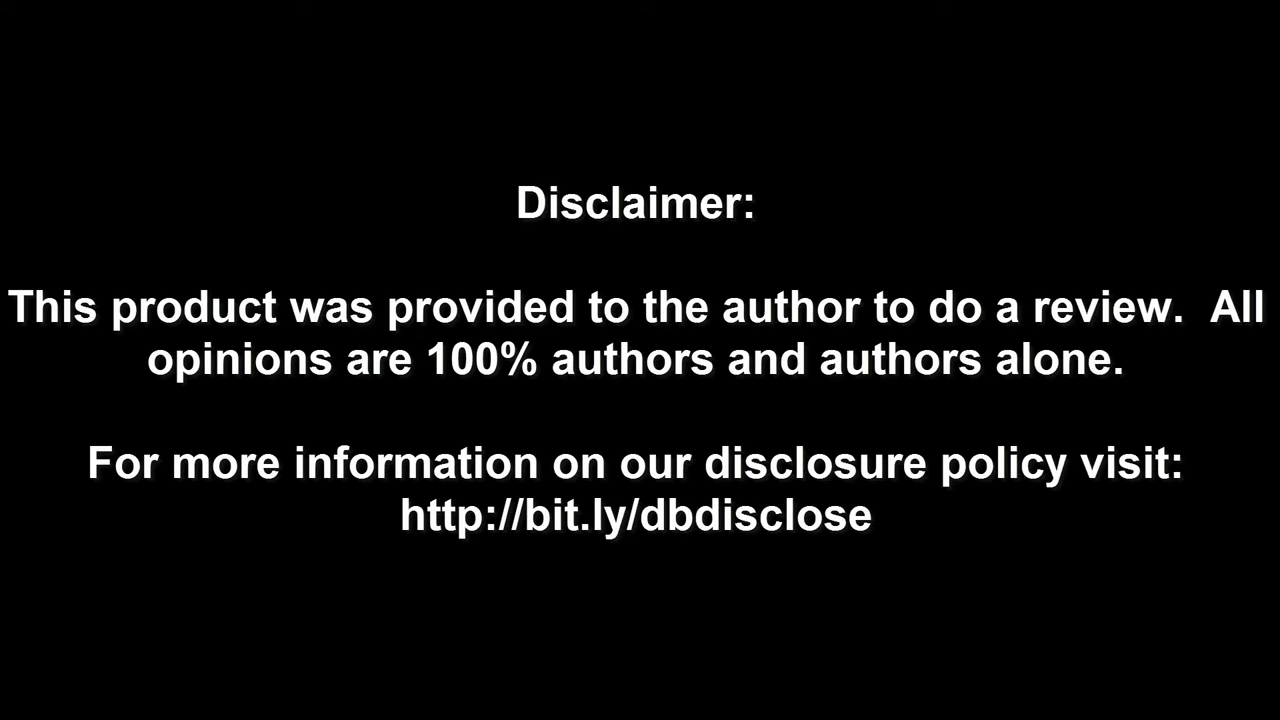 Disclaimer:
This product was provided to the author to do a review.  All
opinions are 100% authors and authors alone.
For more information on our disclosure policy visit:
http://bit.ly/dbdisclose